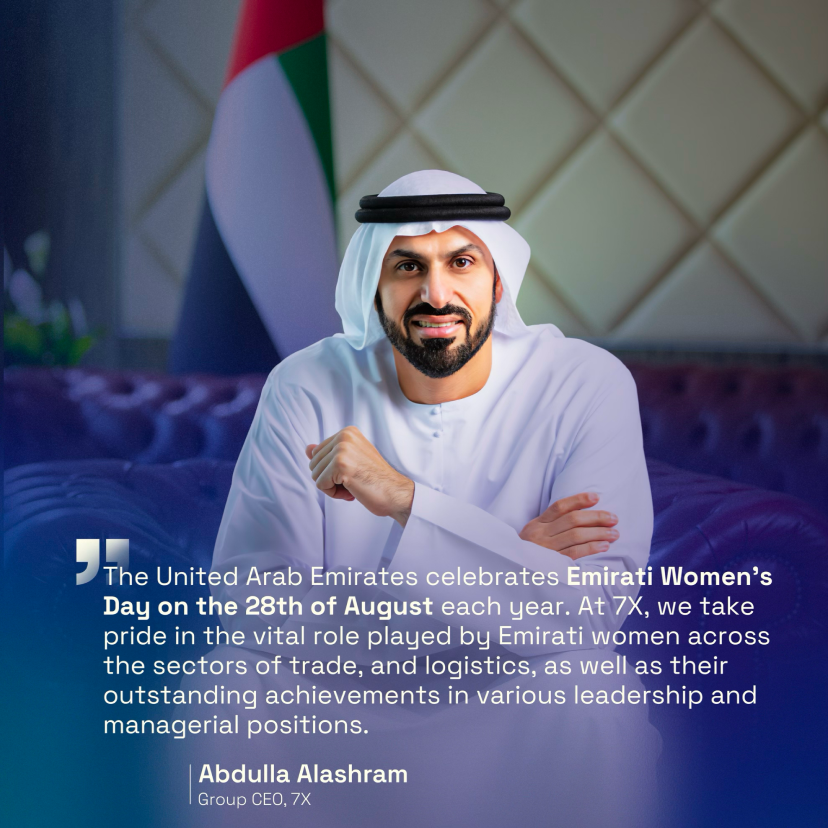 The United Arab Emirates celebrates Emirati Women's
Day on the 28th of August each year. At 7X, we take
pride in the vital role played by Emirati women across
the sectors of trade, and logistics, as well as their
outstanding achievements in various leadership and
managerial positions.
Abdulla Alashram
Group CEO, 7X